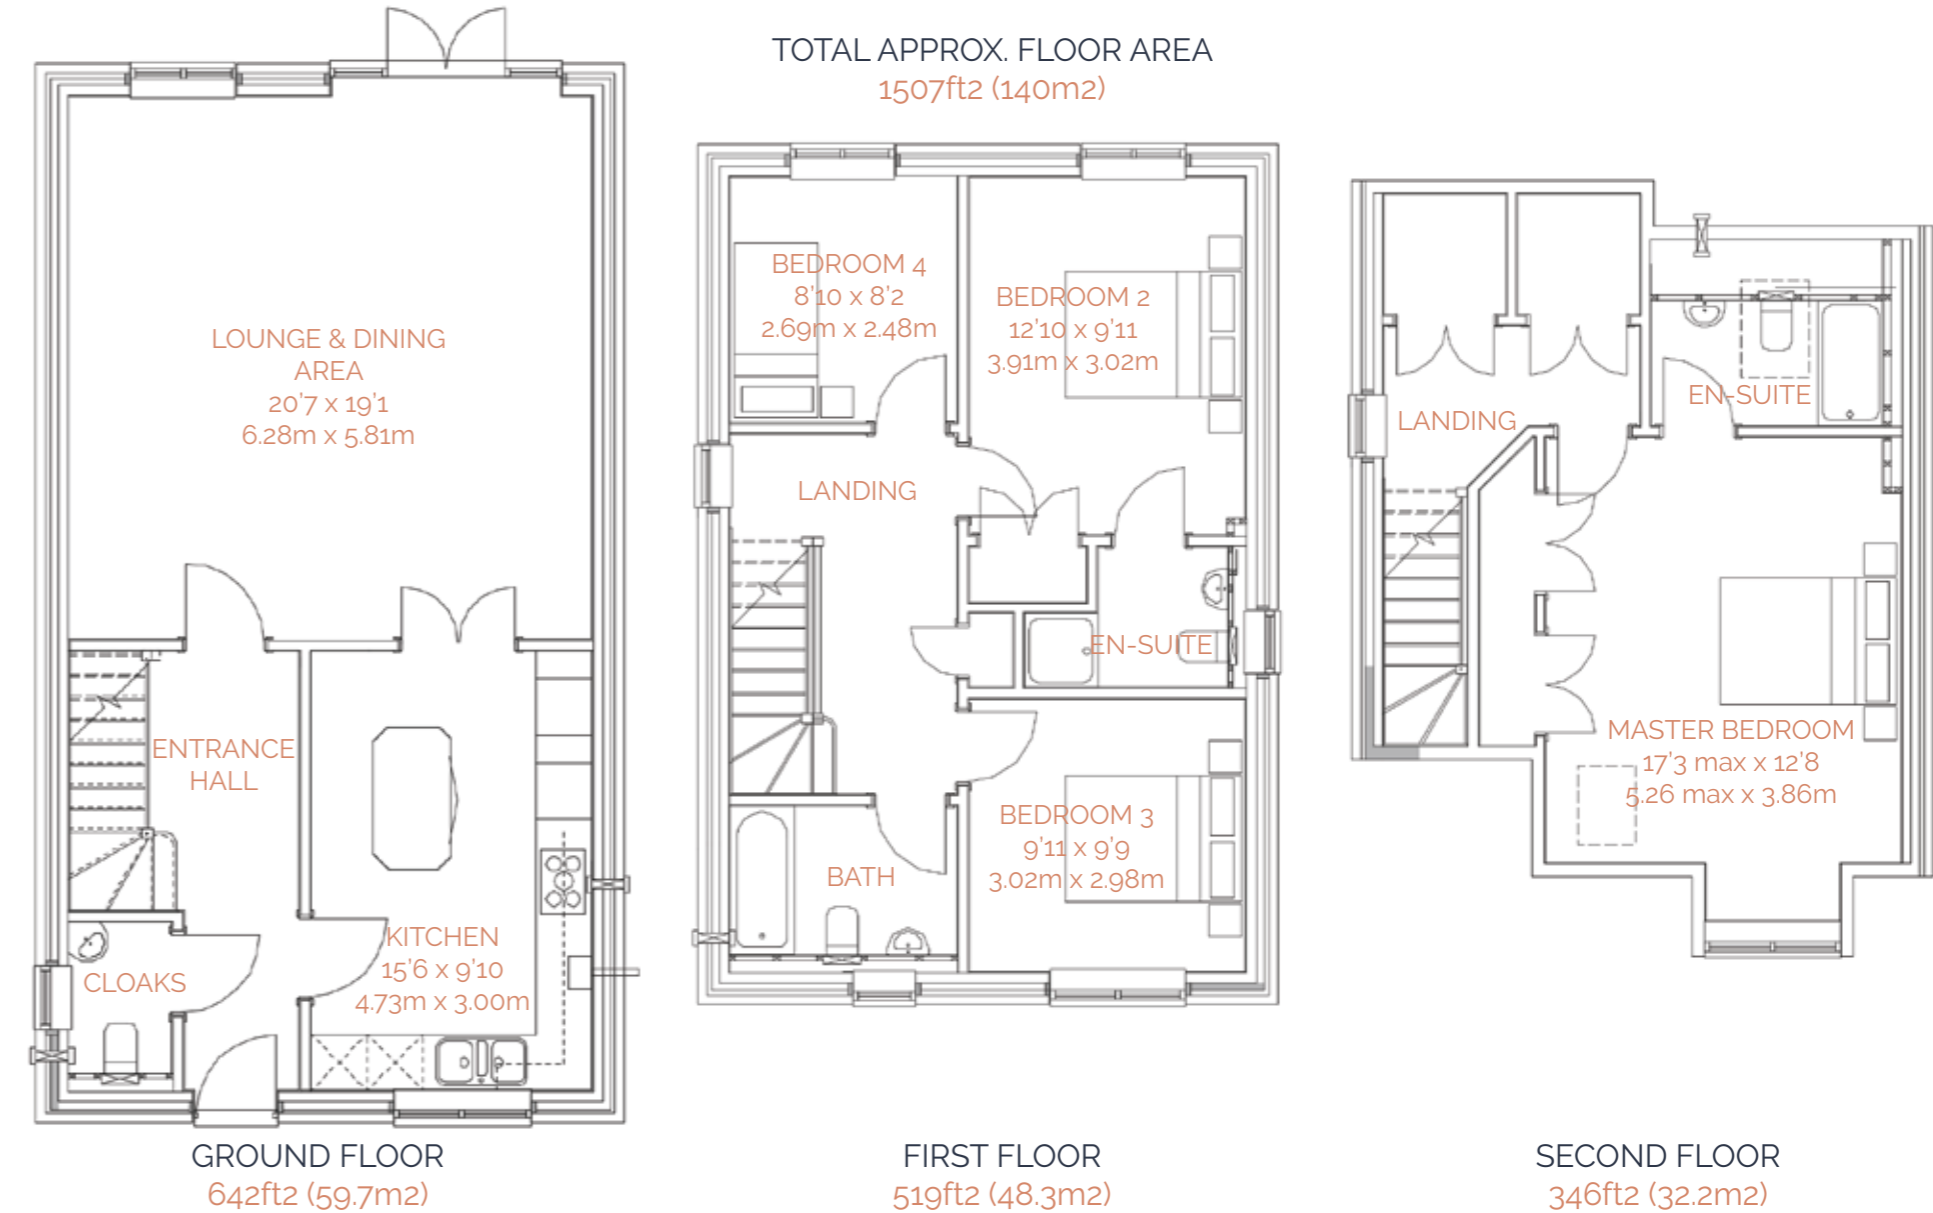 TOTAL APPROX. FLOOR AREA
1507ft2 (140m2)
LOUNGE & DINING
AREA
20'7 x 19'1
6.28m x 5.81m
ENTRANCE
HALL
KITCHEN
15'6 x 9'10
4.73m x 3.00m
CLOAKS
GROUND FLOOR
642ft2 (59.7m2)
BEDROOM 4
8'10 x 8'2
2.69m x 2.48m
BEDROOM 2
12'10 x 9'11
3.91m x 3.02m
LANDING
EN-SUITE
BEDROOM 3
9'11 x 9'9
3.02m x 2.98m
BATH
FIRST FLOOR
519ft2 (48.3m2)
EN-SUITE
LANDING
MASTER BEDROOM
17'3 max x 12'8
5.26 max x 3.86m
SECOND FLOOR
346ft2 (32.2m2)